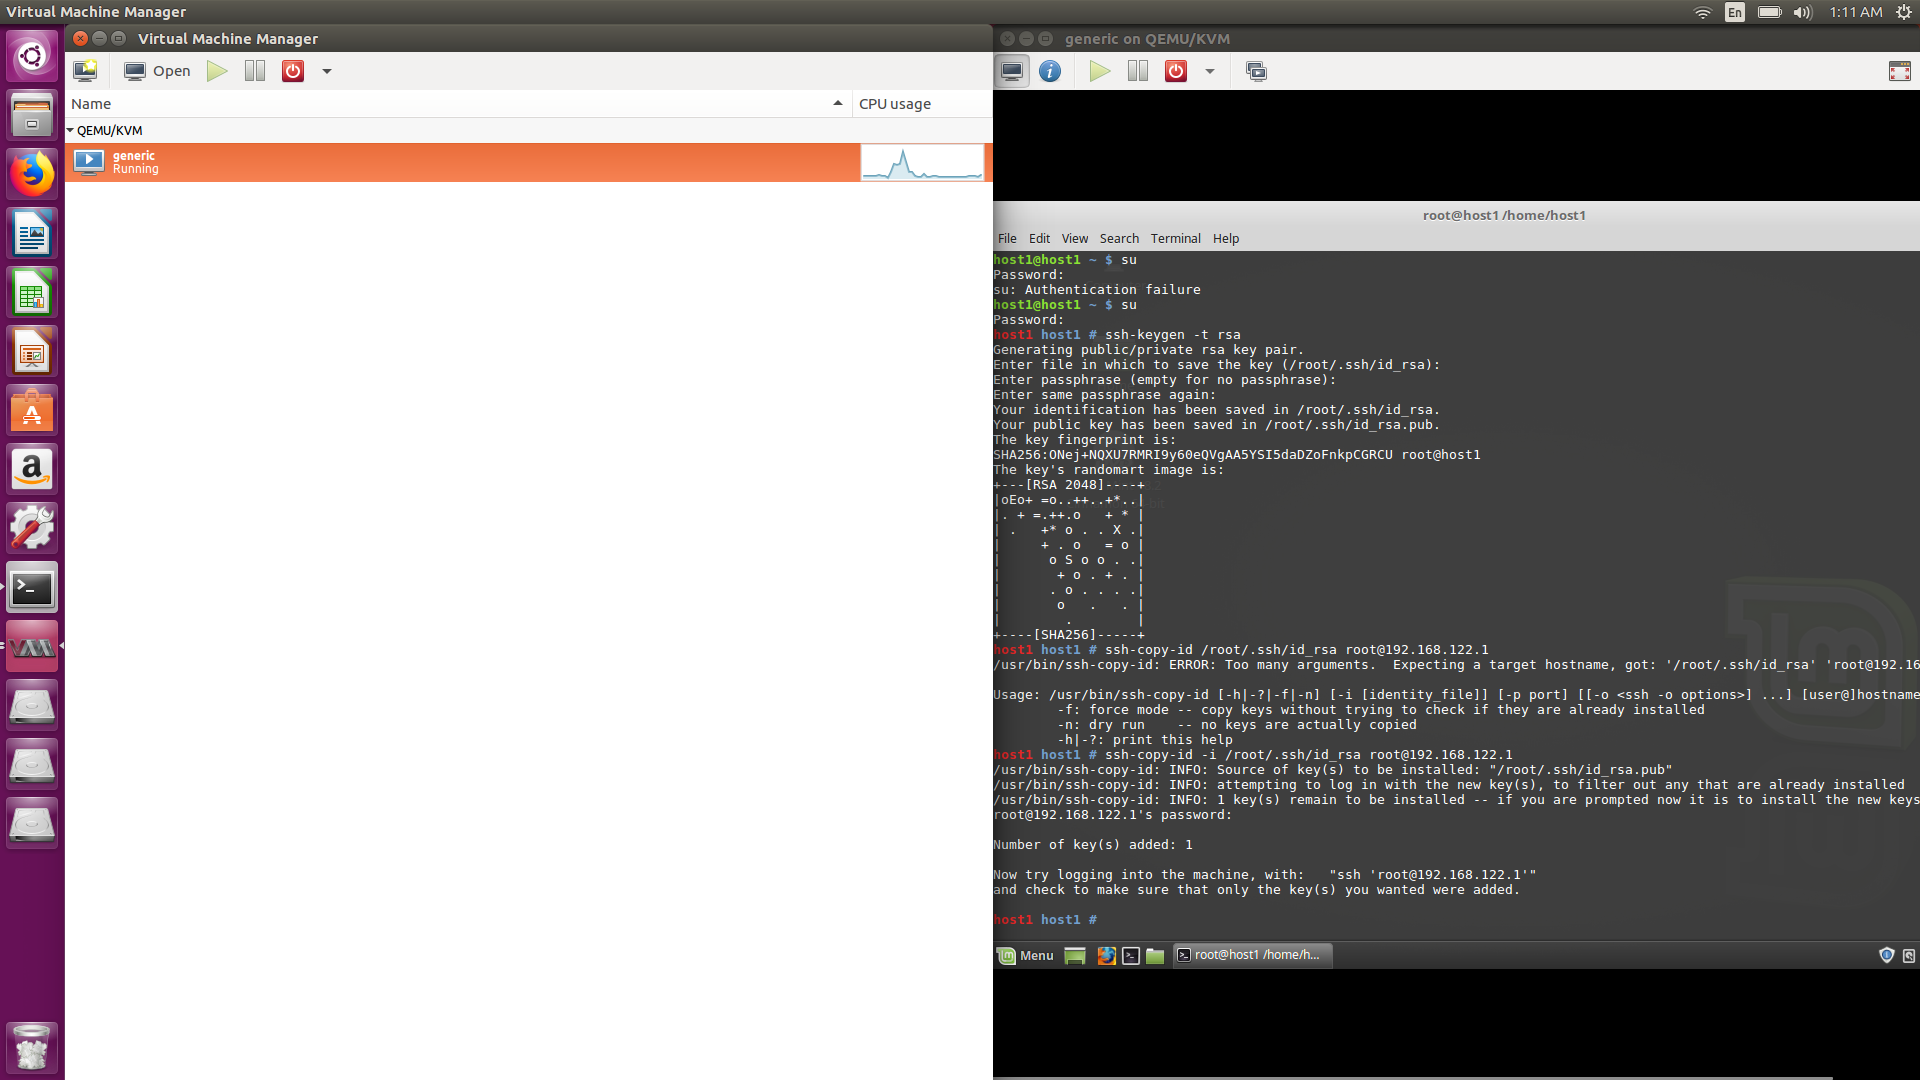 Virtual Machine Manager
En
1:11 AM
Virtual Machine Manager
Open
Name
CPU usage
QEMU/KVM
generic
Running
generic on QEMU/KVM
root@host1 /home/host1
File Edit View Search Terminal Help
host1@host1 ~ $ su
Password:
su: Authentication failure
host1@host1 ~ $ su
Password:
host1 host1 # ssh-keygen -t rsa
Generating public/private rsa key pair.
Enter file in which to save the key (/root/.ssh/id_rsa):
Enter passphrase (empty for no passphrase):
Enter same passphrase again:
Your identification has been saved in /root/.ssh/id_rsa.
Your public key has been saved in /root/.ssh/id_rsa.pub.
The key fingerprint is:
SHA256:ONej+NQXU7RMRI9y60eQVgAA5YSI5daDZoFnkpCGRCU root@host1
The key's randomart image is:
+---[RSA 2048]----+
|oEo+ =o..++..+*..|
|. + =.++.o   + * |
| .   +* o . . X .|
|     + . o   = o |
|      o S o o . .|
|       + o . + . |
|      . o . . . .|
|       o   .   . |
|        .        |
+----[SHA256]-----+
host1 host1 # ssh-copy-id /root/.ssh/id_rsa root@192.168.122.1
/usr/bin/ssh-copy-id: ERROR: Too many arguments.  Expecting a target hostname, got: '/root/.ssh/id_rsa' 'root@192.16
Usage: /usr/bin/ssh-copy-id [-h|-?|-f|-n] [-i [identity_file]] [-p port] [[-o <ssh -o options>] ...] [user@]hostname
-f: force mode -- copy keys without trying to check if they are already installed
-n: dry run    -- no keys are actually copied
-h|-?: print this help
host1 host1 # ssh-copy-id -i /root/.ssh/id_rsa root@192.168.122.1
/usr/bin/ssh-copy-id: INFO: Source of key(s) to be installed: "/root/.ssh/id_rsa.pub"
/usr/bin/ssh-copy-id: INFO: attempting to log in with the new key(s), to filter out any that are already installed
/usr/bin/ssh-copy-id: INFO: 1 key(s) remain to be installed -- if you are prompted now it is to install the new keys
root@192.168.122.1's password:
Number of key(s) added: 1
Now try logging into the machine, with:   "ssh 'root@192.168.122.1'"
and check to make sure that only the key(s) you wanted were added.
host1 host1 #
Menu
root@host1 /home/h...